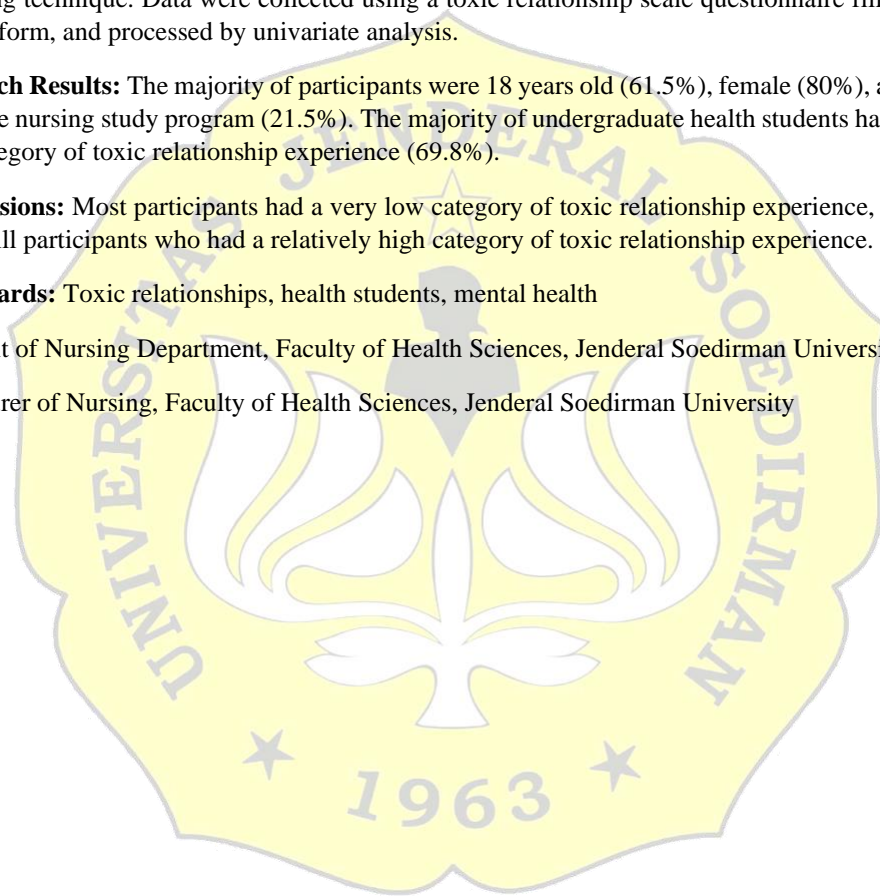 ng technique. Data were collected using a toxic relationship scale questionnaire
form, and processed by univariate analysis.
ch Results: The majority of participants were 18 years old (61.5%), female (80%), a
e nursing study program (21.5%). The majority of undergraduate health students ha
egory of toxic relationship experience (69.8%).
sions: Most participants had a very low category of toxic relationship experience,
ill participants who had a relatively high category of toxic relationship experience.
ards: Toxic relationships, health students, mental health
t of Nursing Department, Faculty of Health Sciences, Jenderal Soedirman Universi
rer of Nursing, Faculty of Health Sciences, Jenderal Soedirman University
UNIVERSITAS JENDERAL SOEDIRMAN
1963